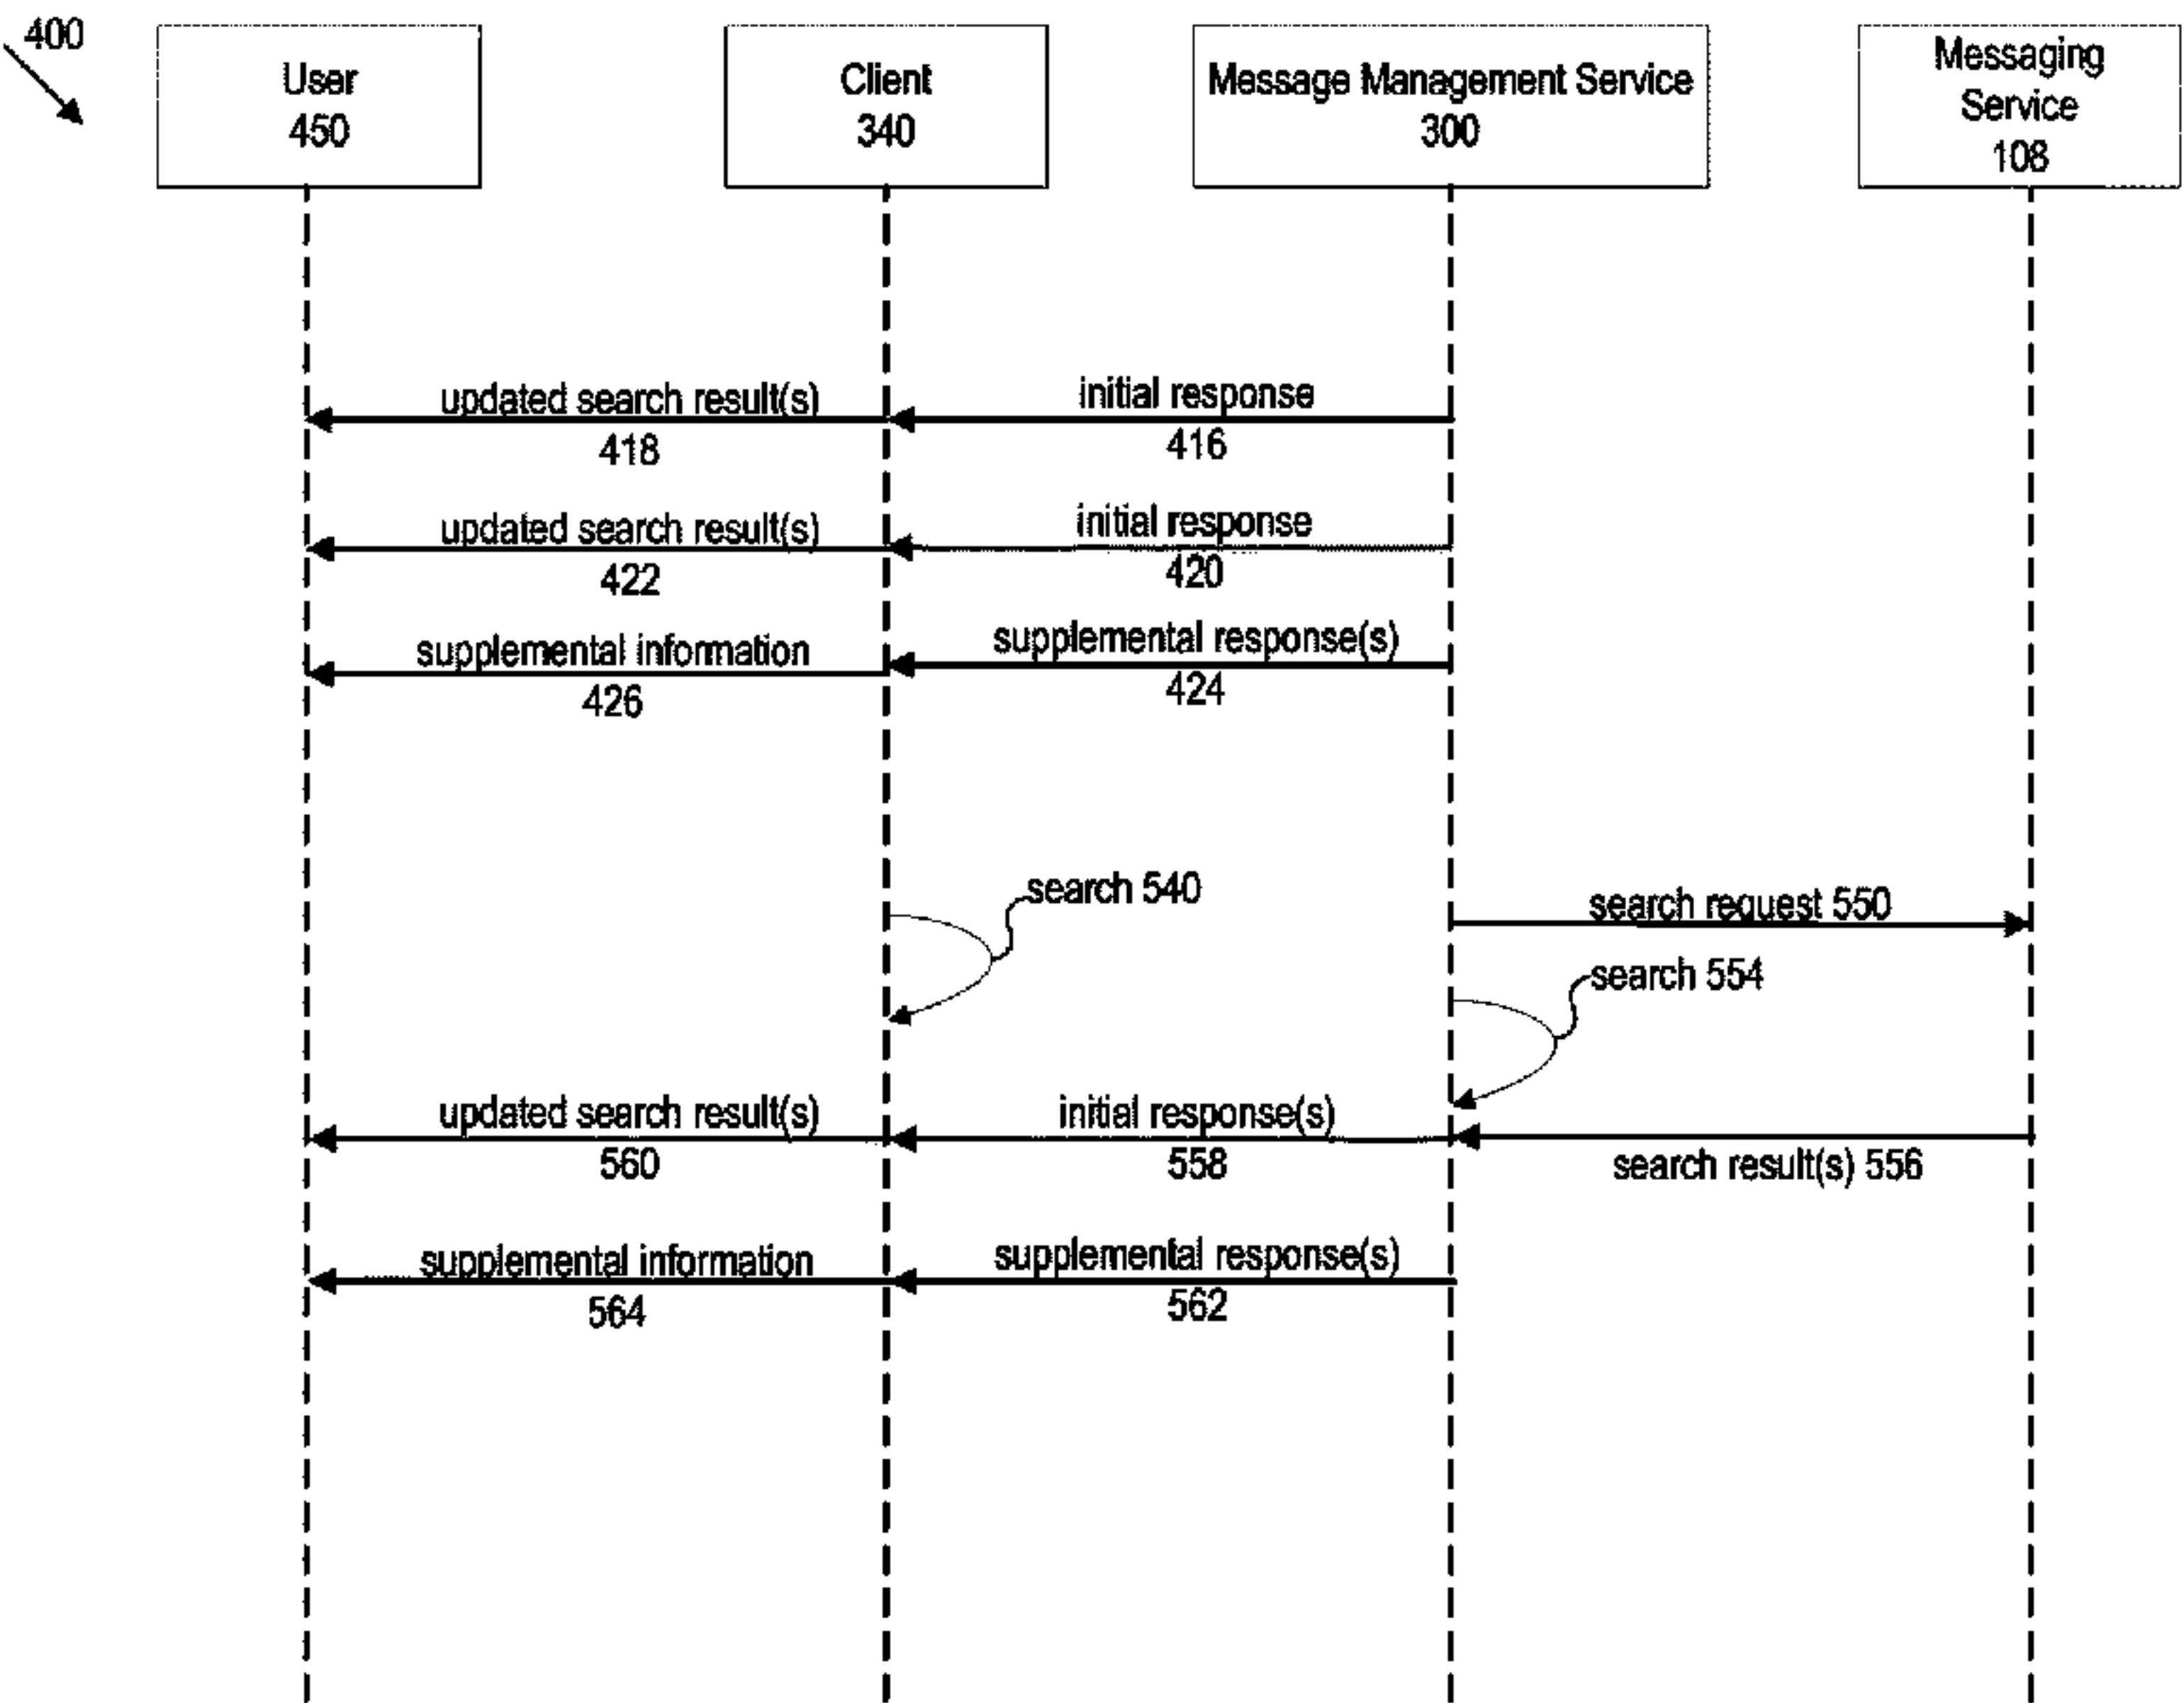 400
User
450
Client
340
Message Management Service
300
Messaging
Service
108
updated search result(s)
418
initial response
416
updated search result(s)
422
initial response
420
supplemental information
426
supplemental response(s)
424
search 540
search request 550
search 554
updated search result(s)
560
initial response(s)
558
search result(s) 556
supplemental information
564
supplemental response(s)
562